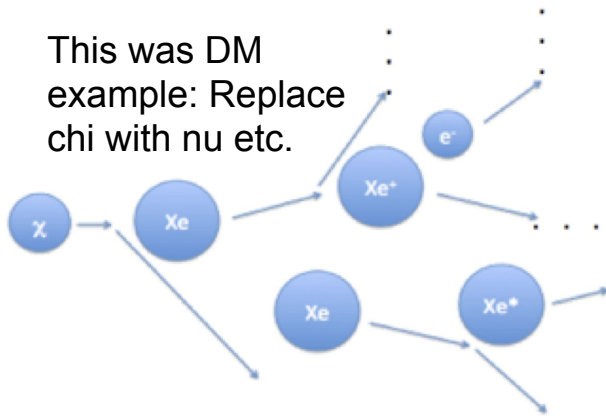 This was DM
example: Replace
chi with nu etc.
e⁻
Xe⁺
χ
Xe
Xe
Xe*